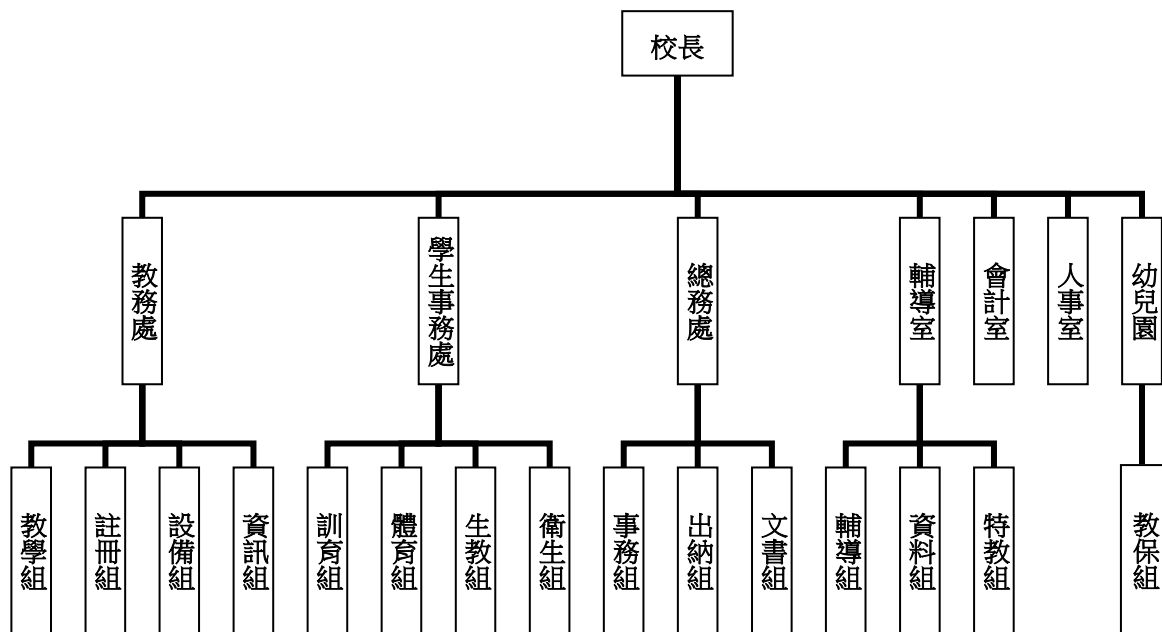 校長
教務處
學生事務處
總務處
輔導室
會計室
人事室
幼兒園
教學組
註冊組
設備組
資訊組
訓育組
體育組
生教組
衛生組
事務組
出納組
文書組
輔導組
資料組
特教組
教保組